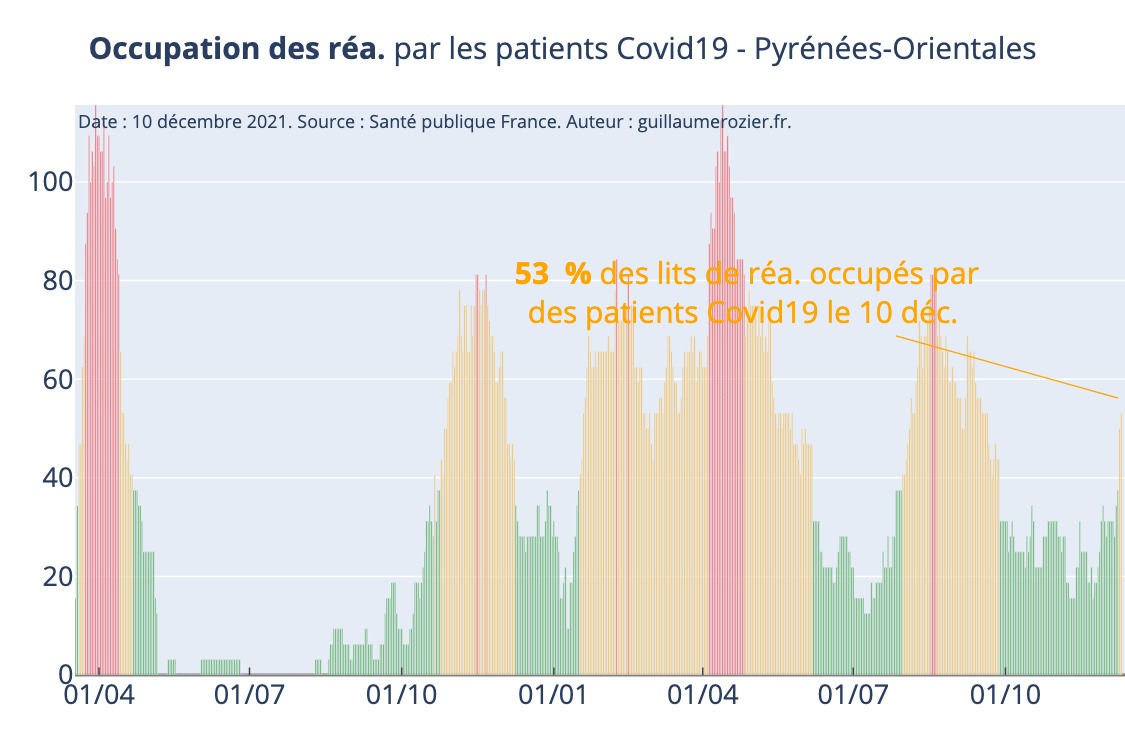 Occupation des réa. par les patients Covid19 - Pyrénées-Orientales
Date : 10 décembre 2021. Source : Santé publique France. Auteur : guillaumerozier.fr.
100
80
60
40
20
0
53 % des lits de réa. occupés par
des patients Covid19 le 10 déc.
01/04 01/07 01/10 01/01 01/04 01/07 01/10